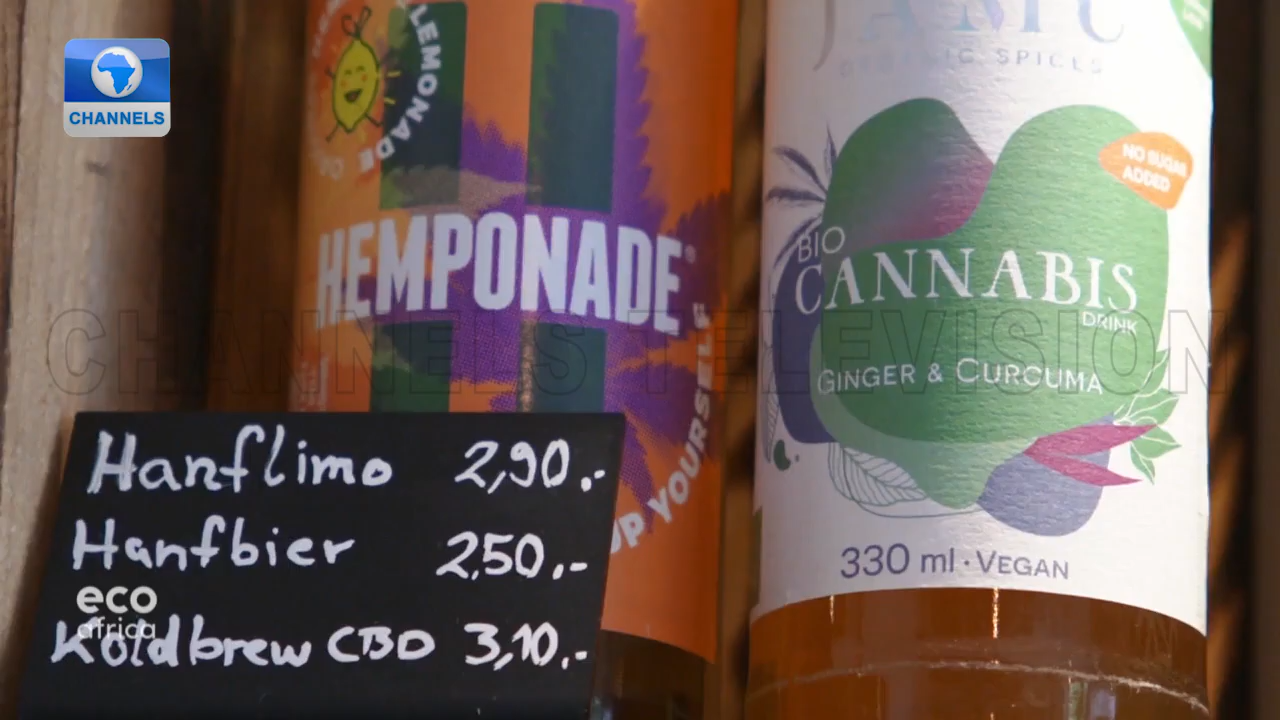 CHANNELS
LEMONADE
HEMPONADE
UP YOURSELF
ORGANIC SPICES
NO SUGAR
ADDED
BIO
CANNABIS
DRINK
GINGER & CURCUMA
330 ml · VEGAN
CHANNELS TELEVISION
Hanflimo 2,90.-
Hanfbier 2,50.-
Koldbrew CBD 3,10.-
eco
africa